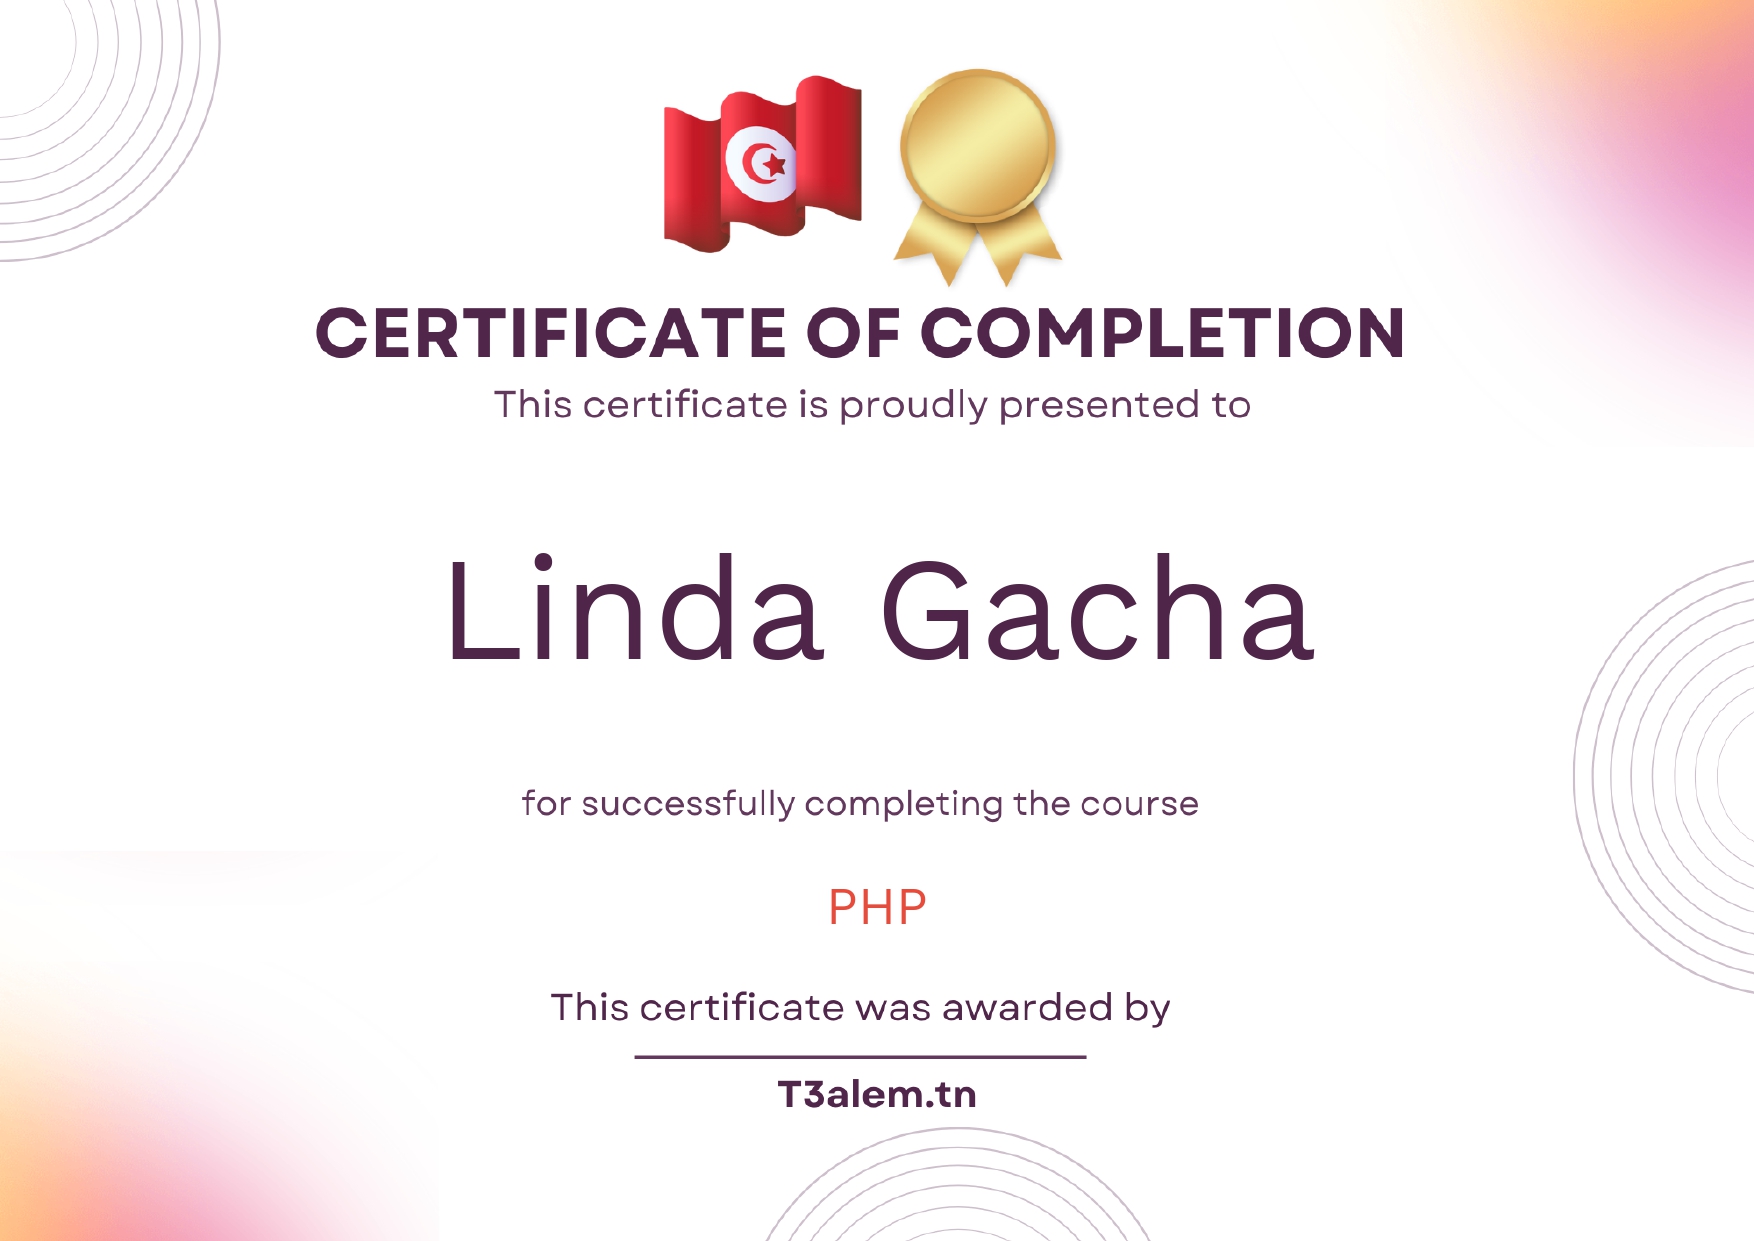 CERTIFICATE OF COMPLETION
This certificate is proudly presented to
Linda Gacha
for successfully completing the course
PHP
This certificate was awarded by
T3alem.tn